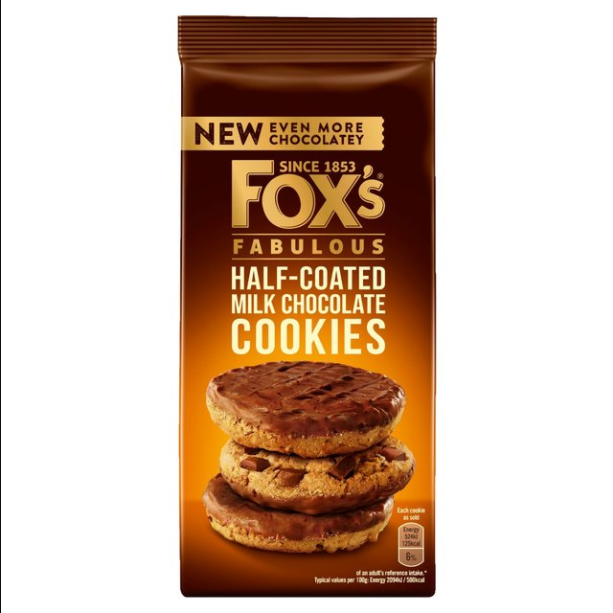 NEW EVEN MORE
CHOCOLATEY
SINCE 1853
FOX'S®
FABULOUS
HALF-COATED
MILK CHOCOLATE
COOKIES
Each cookie
as sold
Energy
524kJ
125kcal
6%
of an adult's reference intake.*
Typical values per 100g: Energy 2094kJ / 500kcal